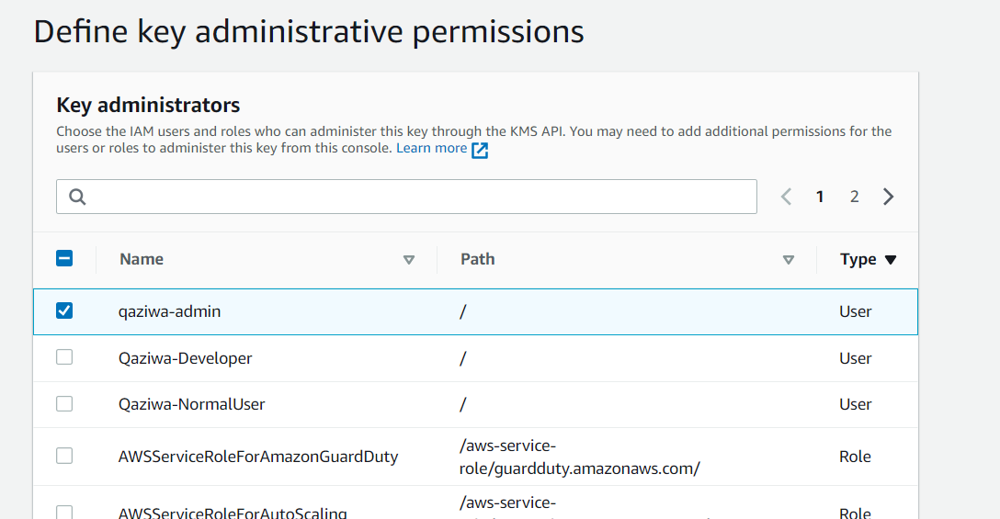 Define key administrative permissions
Key administrators
Choose the IAM users and roles who can administer this key through the KMS API. You may need to add additional permissions for the
users or roles to administer this key from this console. Learn more
1 2
Name Path Type
qaziwa-admin / User
Qaziwa-Developer / User
Qaziwa-NormalUser / User
/aws-service-
AWSServiceRoleForAmazonGuardDuty Role
role/guardduty.amazonaws.com/
/aws-service-
AWSServiceRoleForAutoScaling Role